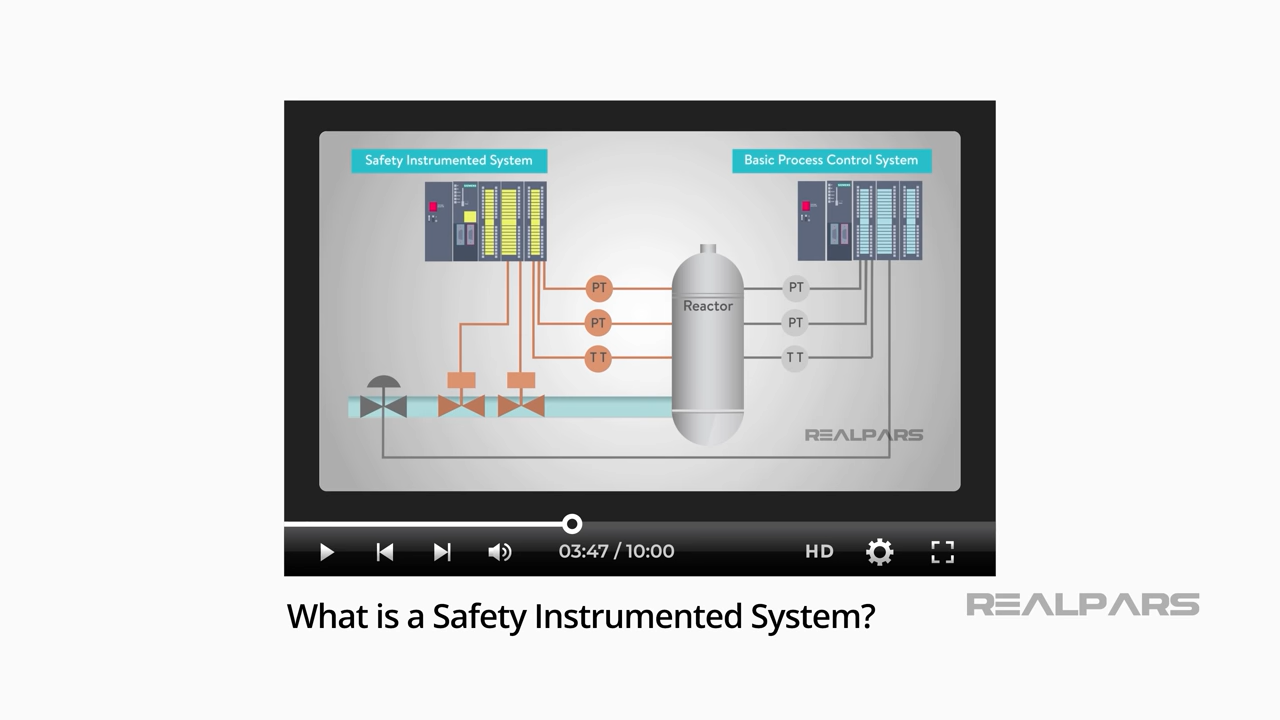 Safety Instrumented System
Basic Process Control System
PT
PT
Reactor
PT
PT
TT
TT
REALPARS
03:47 / 10:00
HD
What is a Safety Instrumented System?
REALPARS